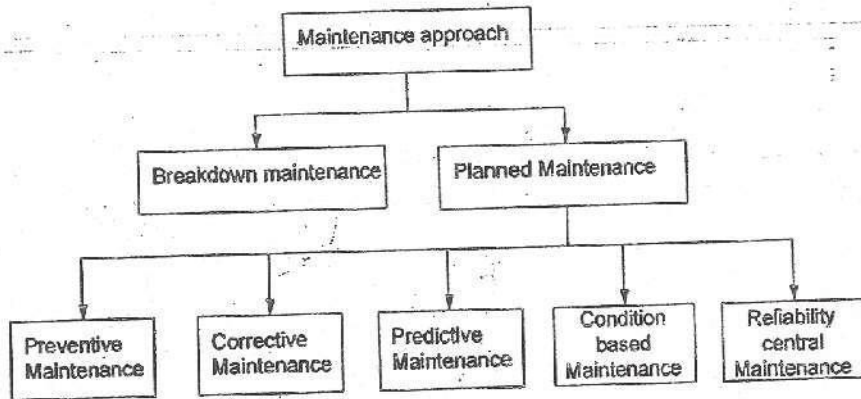 Maintenance approach
Breakdown maintenance
Planned Maintenance
Preventive
Maintenance
Corrective
Maintenance
Predictive
Maintenance
Condition
based
Maintenance
Reliability
central
Maintenance